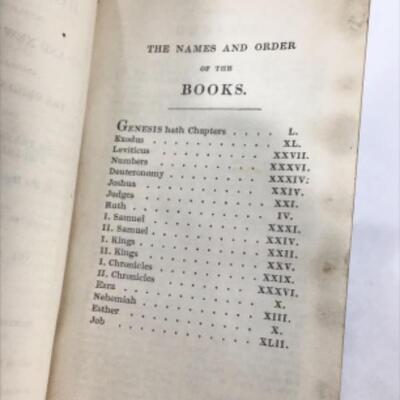 THE NAMES AND ORDER
OF THE
BOOKS.
GENESIS hath Chapters . . . . L.
Exodus . . . . . . . . . . XL.
Leviticus . . . . . . . . XXVII.
Numbers . . . . . . . . XXXVI.
Deuteronomy . . . . . . XXXIV.
Joshua . . . . . . . . . XXIV.
Judges . . . . . . . . . XXI.
Ruth . . . . . . . . . . IV.
I. Samuel . . . . . . . . XXXI.
II. Samuel . . . . . . . . XXIV.
I. Kings . . . . . . . . . XXII.
II. Kings . . . . . . . . XXV.
I. Chronicles . . . . . . . XXIX.
II. Chronicles . . . . . . XXXVI.
Ezra . . . . . . . . . . X.
Nehemiah . . . . . . . . XIII.
Esther . . . . . . . . . X.
Job . . . . . . . . . . XLII.